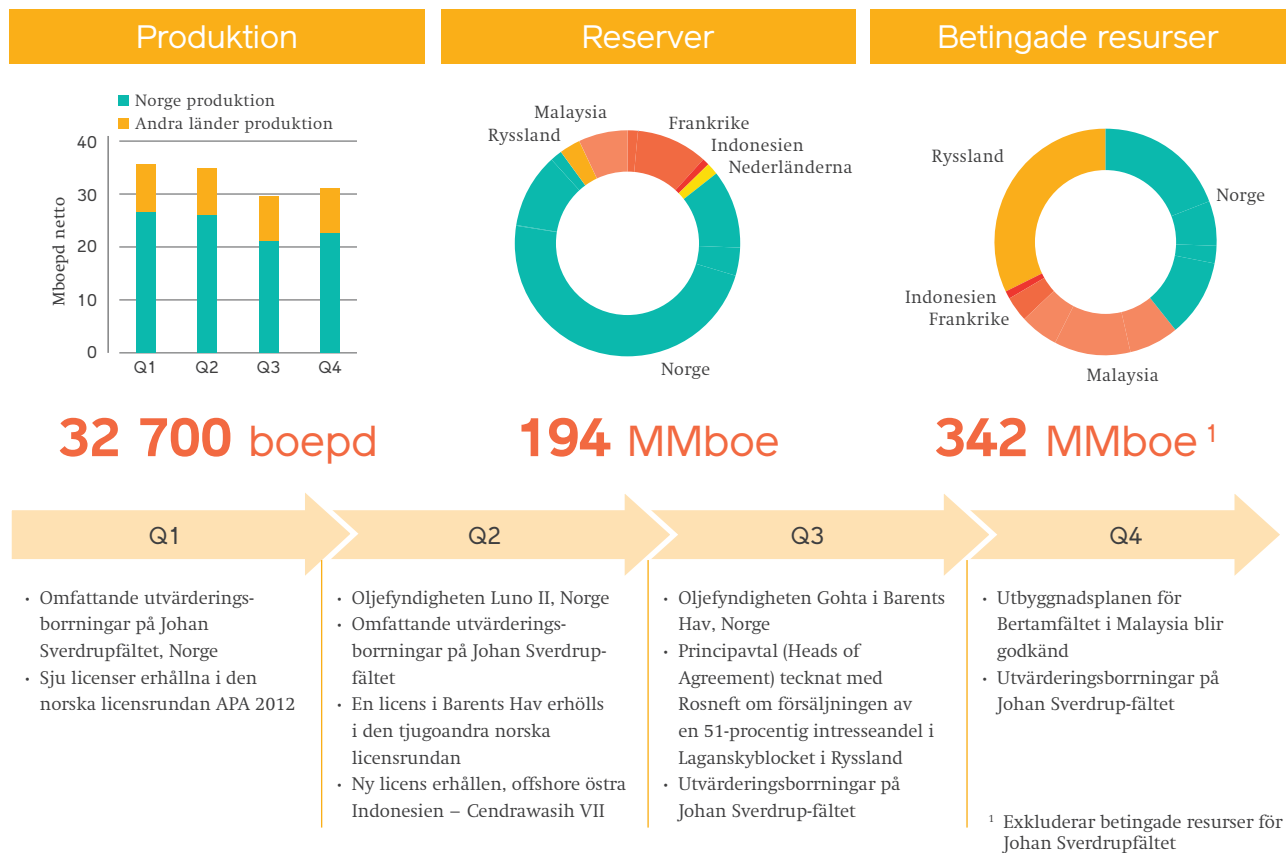 Produktion
Norge produktion
Andra länder produktion
Mboepd netto
40
30
20
10
0
Q1
Q2
Q3
Q4
32 700 boepd
Reserver
Malaysia
Ryssland
Frankrike
Indonesien
Nederländerna
Norge
194 MMboe
Betingade resurser
Ryssland
Norge
Indonesien
Frankrike
Malaysia
342 MMboe ¹
Q1
• Omfattande utvärderings-
borrningar på Johan
Sverdrupfältet, Norge
• Sju licenser erhållna i den
norska licensrundan APA 2012
Q2
• Oljefyndigheten Luno II, Norge
• Omfattande utvärderings-
borrningar på Johan Sverdrup-
fältet
• En licens i Barents Hav erhölls
i den tjugoandra norska
licensrundan
• Ny licens erhållen, offshore östra
Indonesien – Cendrawasih VII
Q3
• Oljefyndigheten Gohta i Barents
Hav, Norge
• Principavtal (Heads of
Agreement) tecknat med
Rosneft om försäljningen av
en 51-procentig intresseandel i
Laganskyblocket i Ryssland
• Utvärderingsborrningar på
Johan Sverdrup-fältet
Q4
• Utbyggnadsplanen för
Bertamfältet i Malaysia blir
godkänd
• Utvärderingsborrningar på
Johan Sverdrup-fältet
¹ Exkluderar betingade resurser för
Johan Sverdrupfältet